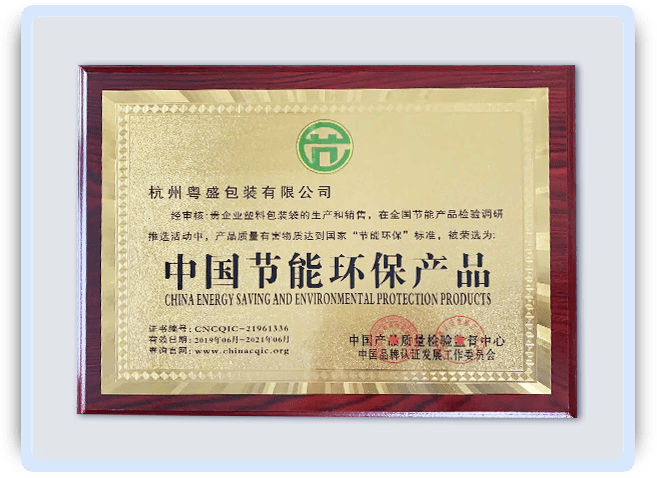 杭州粤盛包装有限公司
经审核:贵企业塑料包装袋的生产和销售，在全国节能产品检验调研
推选活动中，产品质量有害物质达到国家“节能环保”标准，被荣选为:
中国节能环保产品
CHINA ENERGY SAVING AND ENVIRONMENTAL PROTECTION PRODUCTS
证书编号: CNCQIC-21961336
有效日期: 2019年06月-2021年06月
查询官网: www.chinacqic.org
中国产品质量检验监督中心
中国品牌认证发展工作委员会